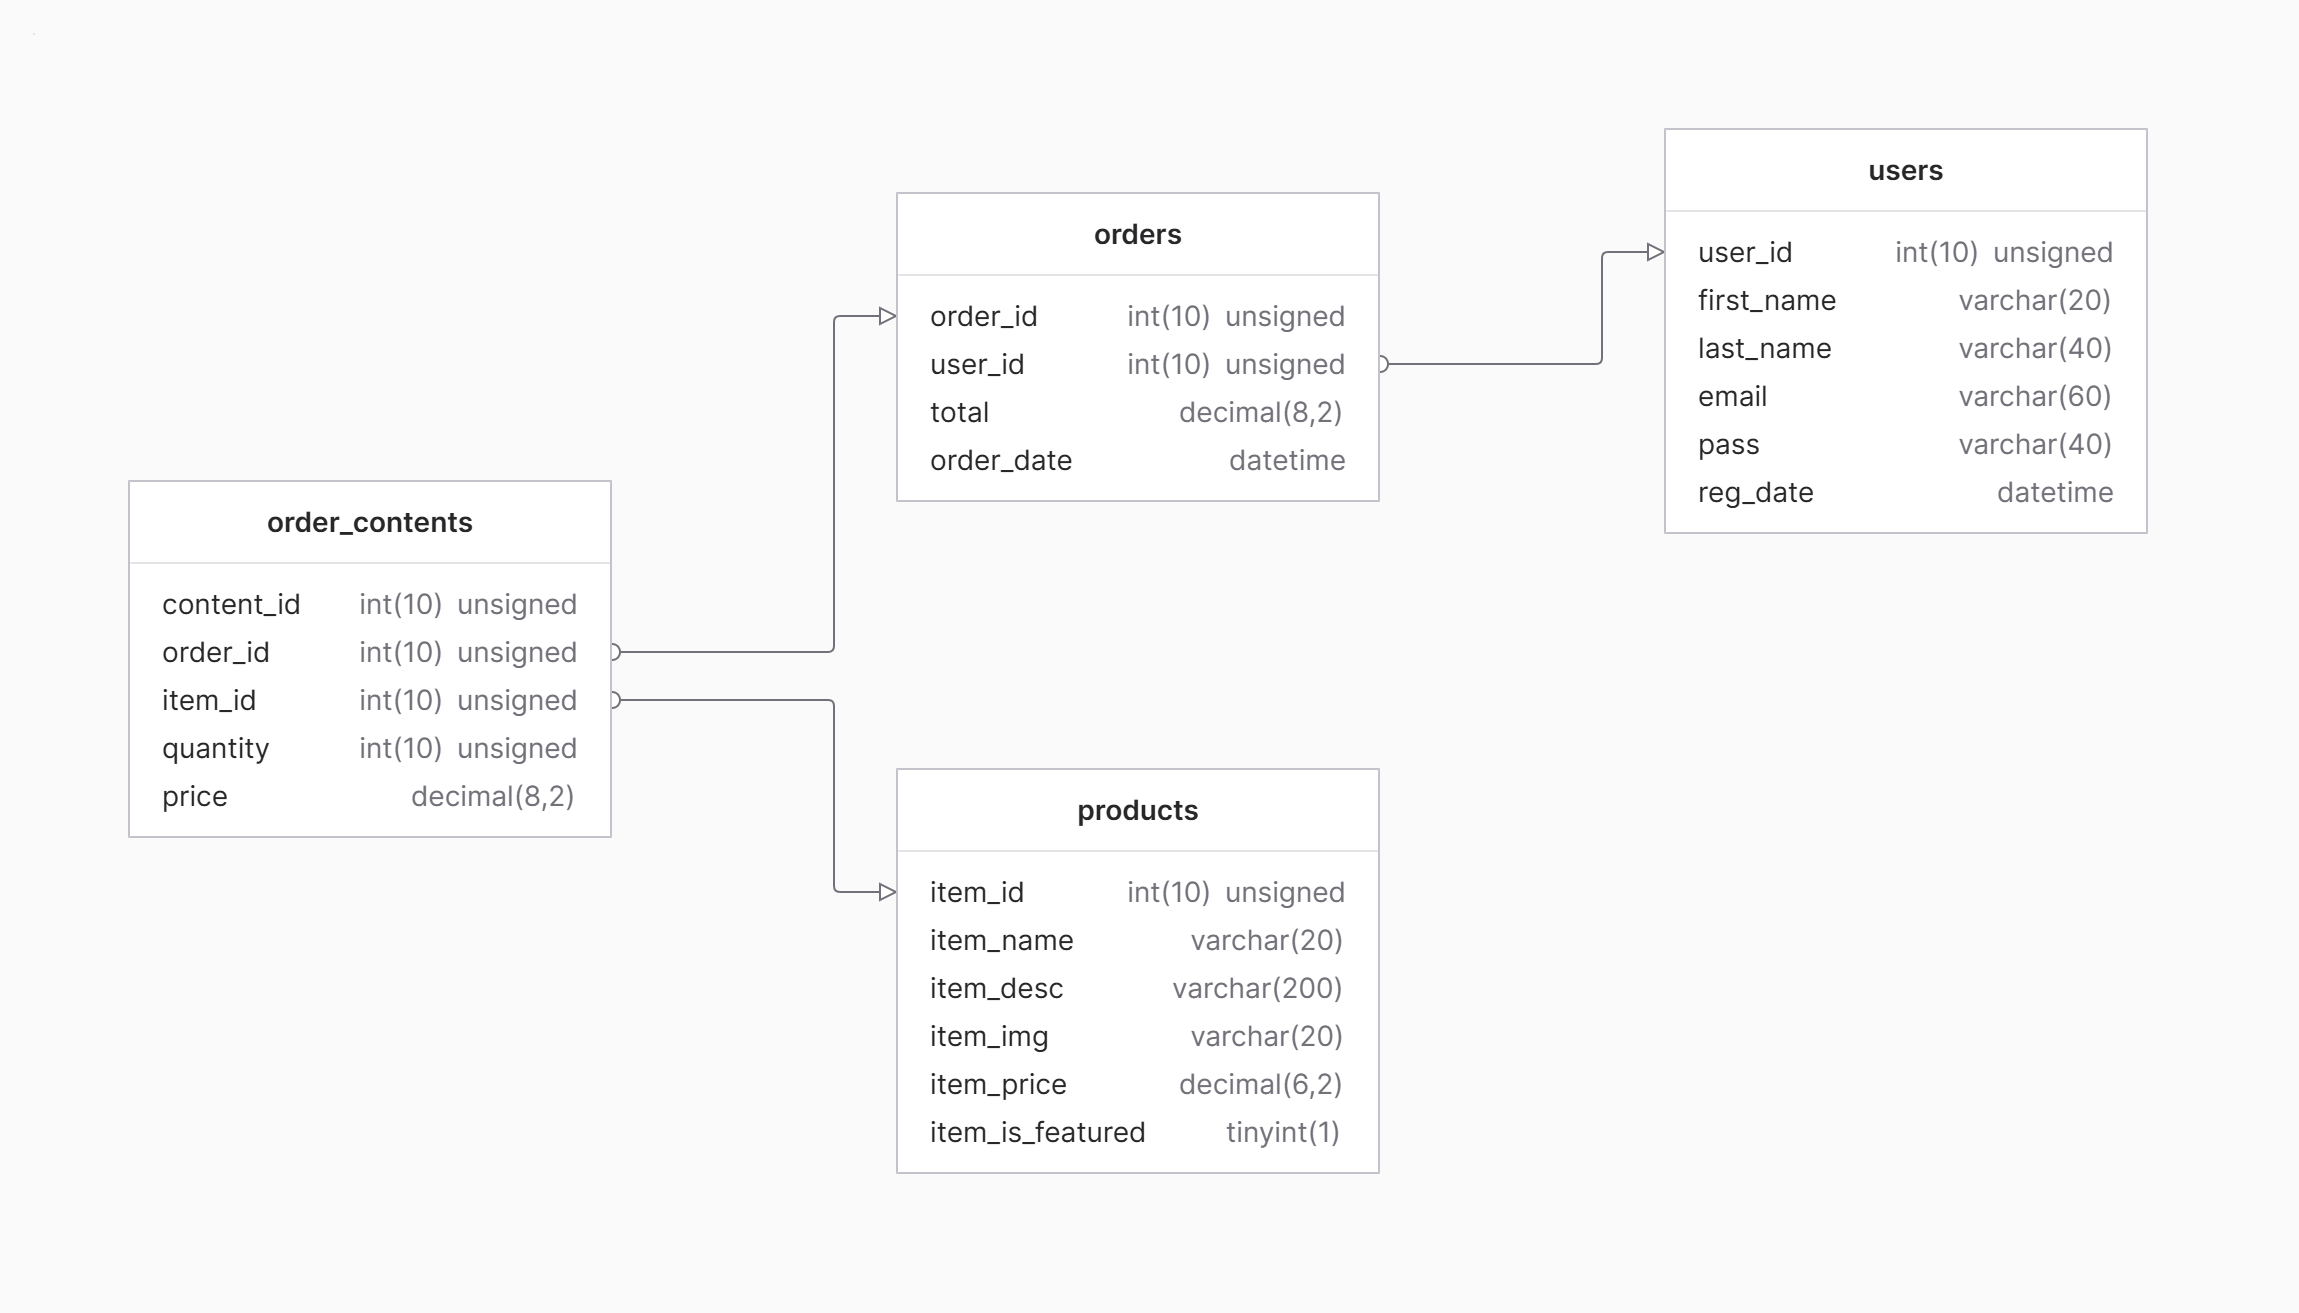 users
user_id int(10) unsigned
first_name varchar(20)
last_name varchar(40)
email varchar(60)
pass varchar(40)
reg_date datetime
orders
order_id int(10) unsigned
user_id int(10) unsigned
total decimal(8,2)
order_date datetime
order_contents
content_id int(10) unsigned
order_id int(10) unsigned
item_id int(10) unsigned
quantity int(10) unsigned
price decimal(8,2)
products
item_id int(10) unsigned
item_name varchar(20)
item_desc varchar(200)
item_img varchar(20)
item_price decimal(6,2)
item_is_featured tinyint(1)